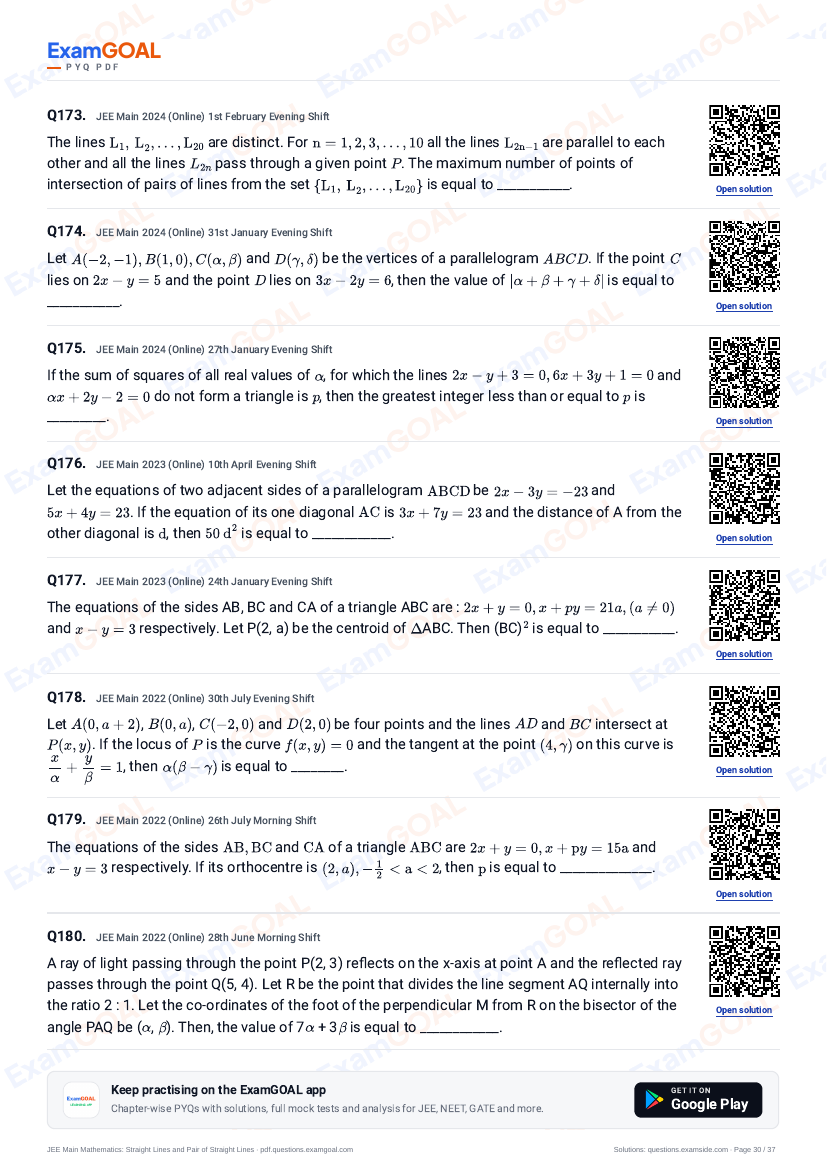 ExamGOAL
PYQ PDF
Q173. JEE Main 2024 (Online) 1st February Evening Shift
The lines L₁, L₂, . . . , L₂₀ are distinct. For n = 1, 2, 3, . . . , 10 all the lines L₂ₙ₋₁ are parallel to each
other and all the lines L₂ₙ pass through a given point P. The maximum number of points of
intersection of pairs of lines from the set {L₁, L₂, . . . , L₂₀} is equal to ___________.
Open solution
Q174. JEE Main 2024 (Online) 31st January Evening Shift
Let A(−2, −1), B(1, 0), C(α, β) and D(γ, δ) be the vertices of a parallelogram ABCD. If the point C
lies on 2x − y = 5 and the point D lies on 3x − 2y = 6, then the value of |α + β + γ + δ| is equal to
___________.
Open solution
Q175. JEE Main 2024 (Online) 27th January Evening Shift
If the sum of squares of all real values of α, for which the lines 2x − y + 3 = 0, 6x + 3y + 1 = 0 and
αx + 2y − 2 = 0 do not form a triangle is p, then the greatest integer less than or equal to p is
_________.
Open solution
Q176. JEE Main 2023 (Online) 10th April Evening Shift
Let the equations of two adjacent sides of a parallelogram ABCD be 2x − 3y = −23 and
5x + 4y = 23. If the equation of its one diagonal AC is 3x + 7y = 23 and the distance of A from the
other diagonal is d, then 50 d² is equal to ____________.
Open solution
Q177. JEE Main 2023 (Online) 24th January Evening Shift
The equations of the sides AB, BC and CA of a triangle ABC are : 2x + y = 0, x + py = 21a, (a ≠ 0)
and x − y = 3 respectively. Let P(2, a) be the centroid of ΔABC. Then (BC)² is equal to ___________.
Open solution
Q178. JEE Main 2022 (Online) 30th July Evening Shift
Let A(0, a + 2), B(0, a), C(−2, 0) and D(2, 0) be four points and the lines AD and BC intersect at
P(x, y). If the locus of P is the curve f(x, y) = 0 and the tangent at the point (4, γ) on this curve is
x/α + y/β = 1, then α(β − γ) is equal to ________.
Open solution
Q179. JEE Main 2022 (Online) 26th July Morning Shift
The equations of the sides AB, BC and CA of a triangle ABC are 2x + y = 0, x + py = 15a and
x − y = 3 respectively. If its orthocentre is (2, a), −1/2 < a < 2, then p is equal to ______________.
Open solution
Q180. JEE Main 2022 (Online) 28th June Morning Shift
A ray of light passing through the point P(2, 3) reflects on the x-axis at point A and the reflected ray
passes through the point Q(5, 4). Let R be the point that divides the line segment AQ internally into
the ratio 2 : 1. Let the co-ordinates of the foot of the perpendicular M from R on the bisector of the
angle PAQ be (α, β). Then, the value of 7α + 3β is equal to ____________.
Open solution
ExamGOAL
Keep practising on the ExamGOAL app
Chapter-wise PYQs with solutions, full mock tests and analysis for JEE, NEET, GATE and more.
GET IT ON
Google Play
JEE Main Mathematics: Straight Lines and Pair of Straight Lines · pdf.questions.examgoal.com
Solutions: questions.examside.com · Page 30 / 37